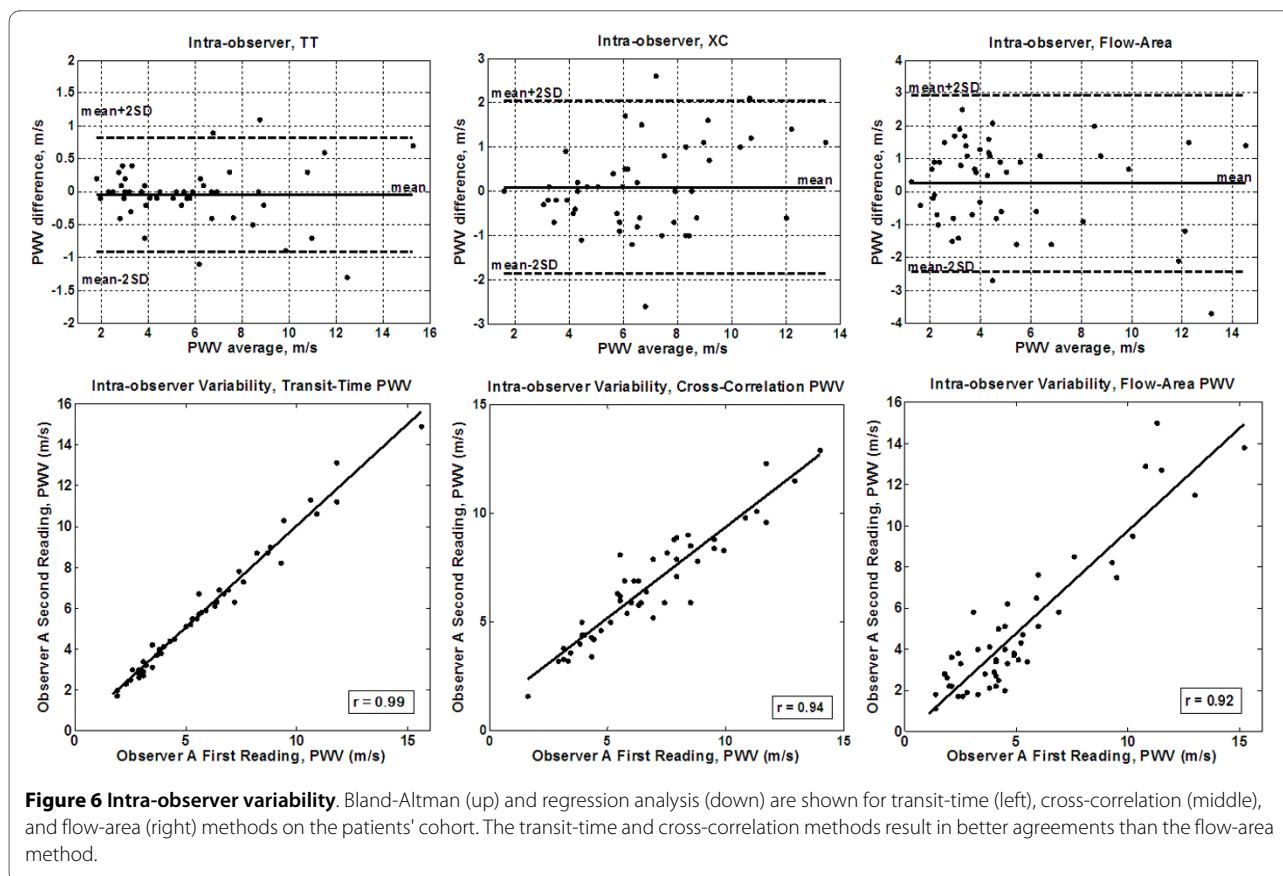 Intra-observer, TT
2
1.5
1
0.5
0
-0.5
-1
-1.5
-2
mean+2SD
mean
mean-2SD
PWV difference, m/s
2 4 6 8 10 12 14 16
PWV average, m/s
Intra-observer, XC
3
2
1
0
-1
-2
-3
mean+2SD
mean
mean-2SD
PWV difference, m/s
2 4 6 8 10 12 14
PWV average, m/s
Intra-observer, Flow-Area
4
3
2
1
0
-1
-2
-3
-4
mean+2SD
mean
mean-2SD
PWV difference, m/s
2 4 6 8 10 12 14
PWV average, m/s
Intra-observer Variability, Transit-Time PWV
16
14
12
10
8
6
4
2
0
Observer A Second Reading, PWV (m/s)
r = 0.99
0 5 10 15
Observer A First Reading, PWV (m/s)
Intra-observer Variability, Cross-Correlation PWV
15
10
5
0
Observer A Second Reading, PWV (m/s)
r = 0.94
0 5 10 15
Observer A First Reading, PWV (m/s)
Intra-observer Variability, Flow-Area PWV
16
14
12
10
8
6
4
2
0
Observer A Second Reading, PWV (m/s)
r = 0.92
0 5 10 15
Observer A First Reading, PWV (m/s)
Figure 6 Intra-observer variability. Bland-Altman (up) and regression analysis (down) are shown for transit-time (left), cross-correlation (middle),
and flow-area (right) methods on the patients' cohort. The transit-time and cross-correlation methods result in better agreements than the flow-area
method.